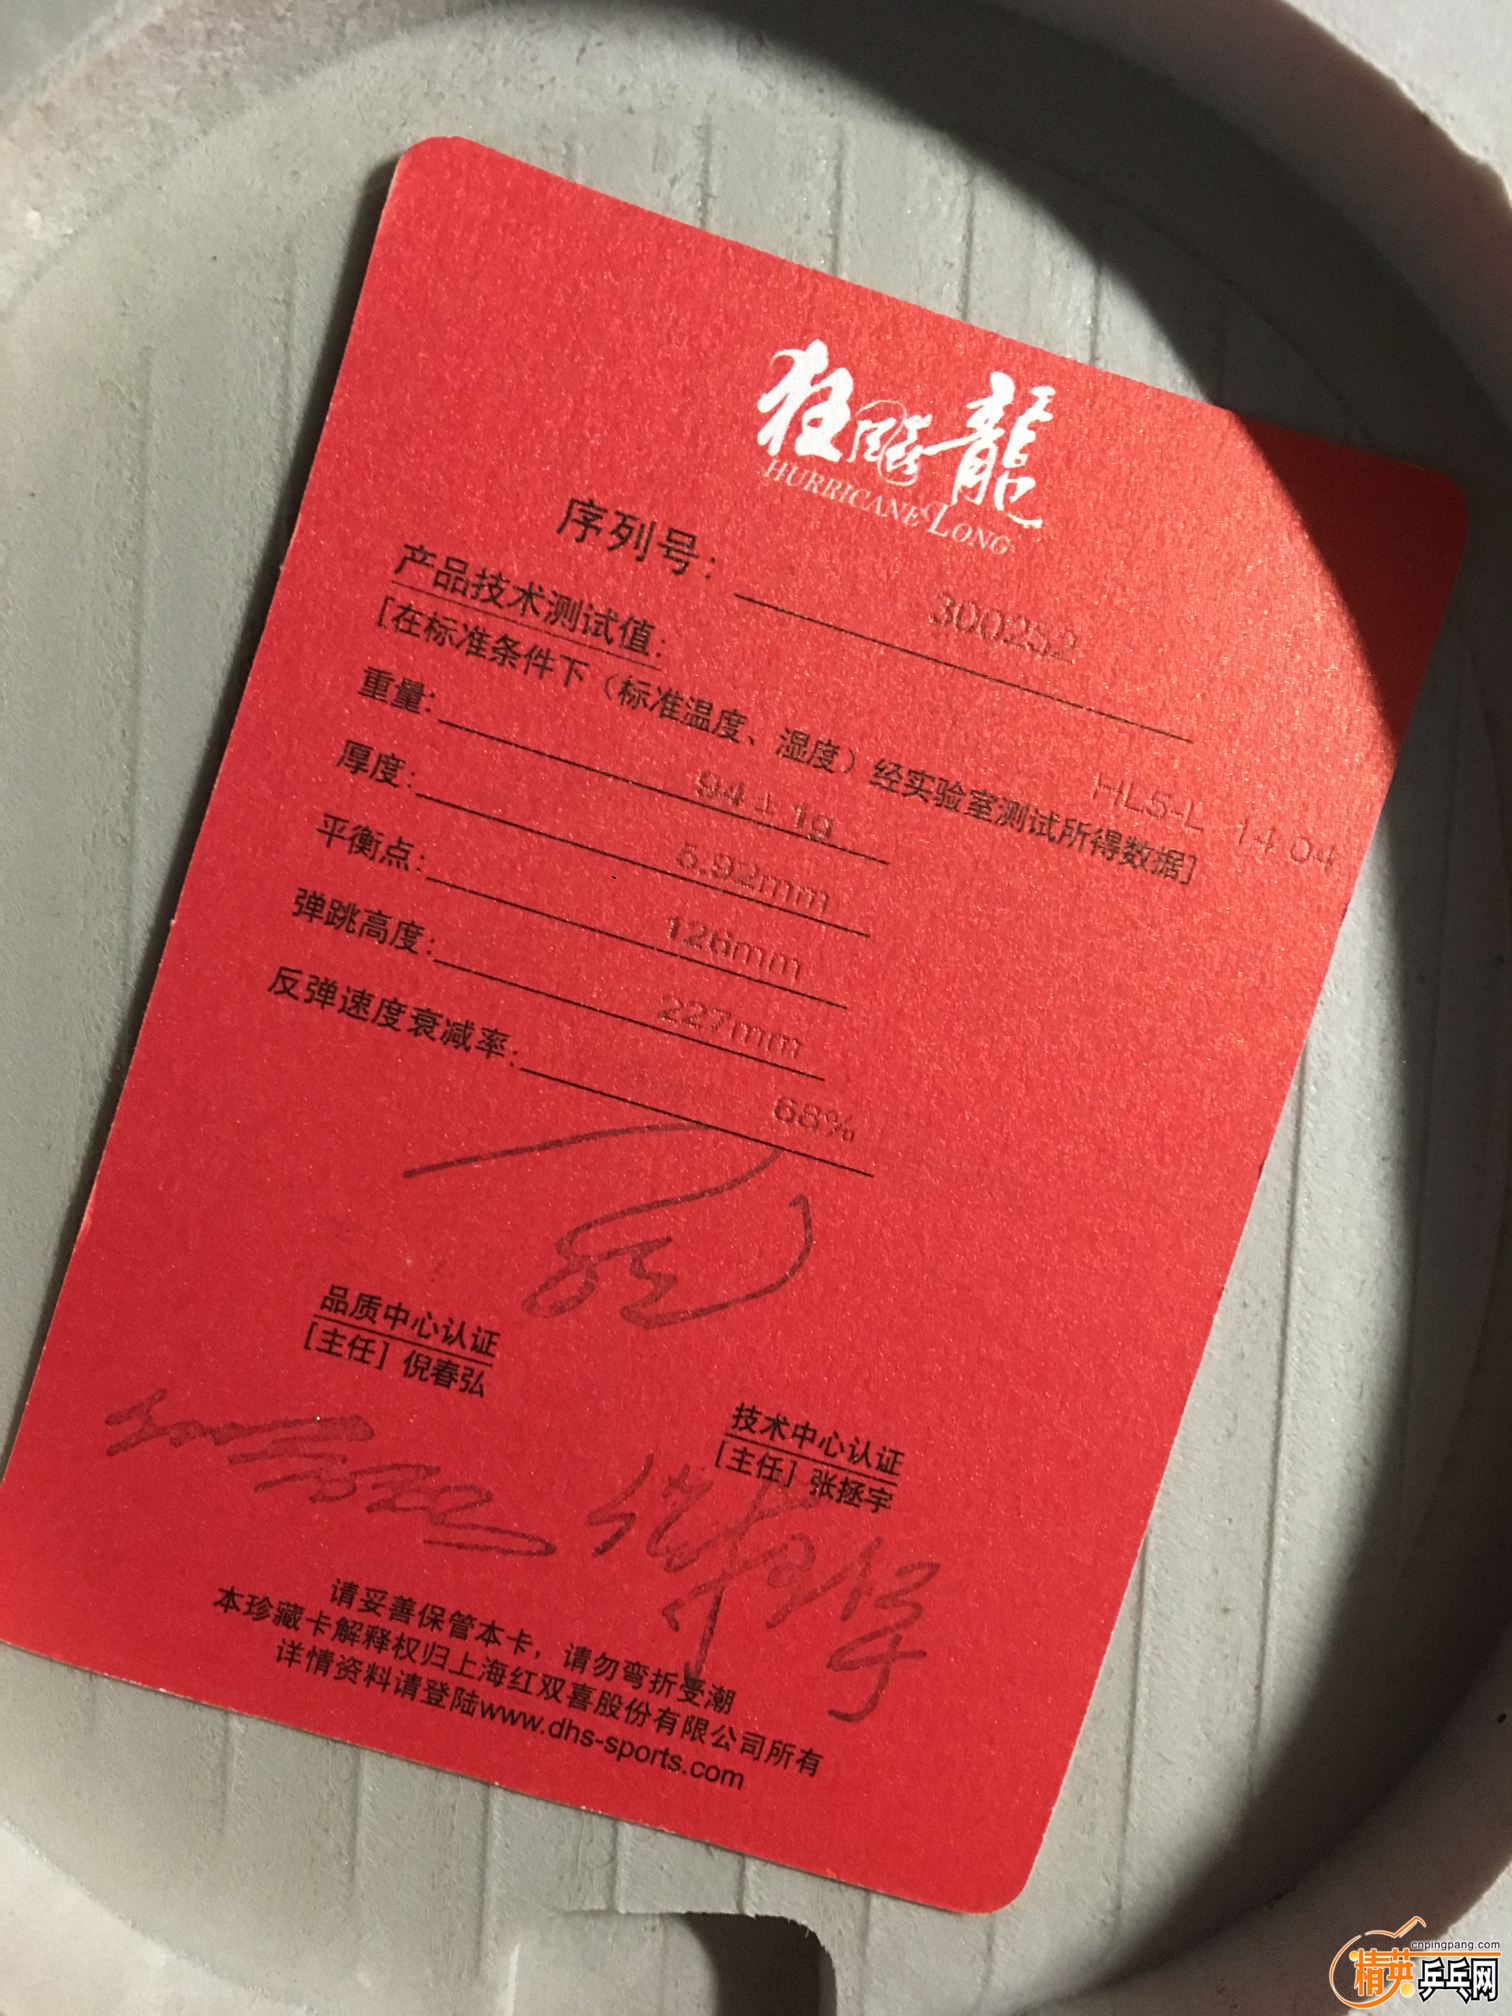 狂飚龍
HURRICANE LONG
序列号： 300252
产品技术测试值：
HL5-L 14 04
[在标准条件下（标准温度、湿度）经实验室测试所得数据]
重量： 94±1g
厚度： 5.92mm
平衡点： 126mm
弹跳高度： 227mm
反弹速度衰减率： 68%
品质中心认证
[主任] 倪春弘
技术中心认证
[主任] 张拯宇
请妥善保管本卡，请勿弯折受潮
本珍藏卡解释权归上海红双喜股份有限公司所有
详情资料请登陆www.dhs-sports.com
cnpingpang.com
精英乒乓网